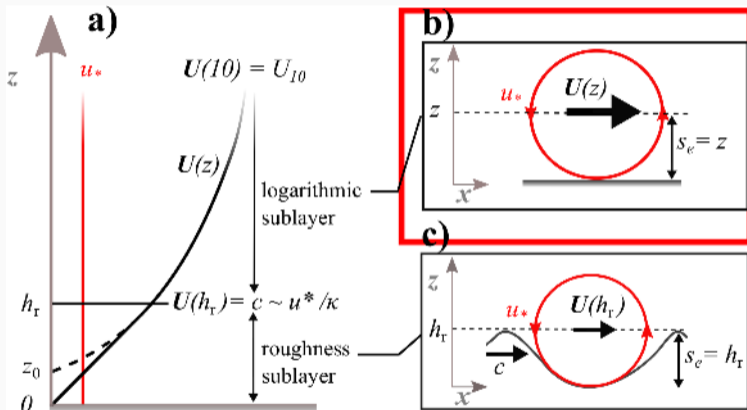 a)
z
u*
U(10) = U10
U(z)
logarithmic
sublayer
hr
U(hr) = c ~ u*/κ
z0
roughness
sublayer
0
b)
z
u*
U(z)
z
se = z
x
c)
z
u*
U(hr)
hr
c
se = hr
x